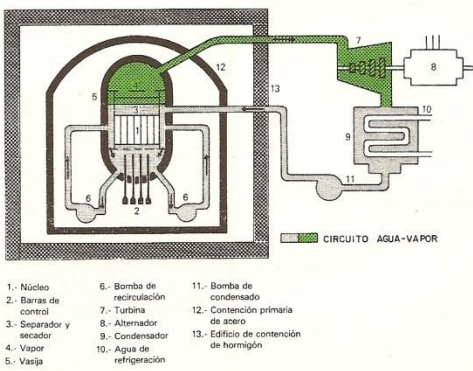 7
12
8
4
5
13
3
10
1
9
6
6
2
11
CIRCUITO AGUA-VAPOR
1.- Núcleo
2.- Barras de
control
3.- Separador y
secador
4.- Vapor
5.- Vasija
6.- Bomba de
recirculación
7.- Turbina
8.- Alternador
9.- Condensador
10.- Agua de
refrigeración
11.- Bomba de
condensado
12.- Contención primaria
de acero
13.- Edificio de contención
de hormigón